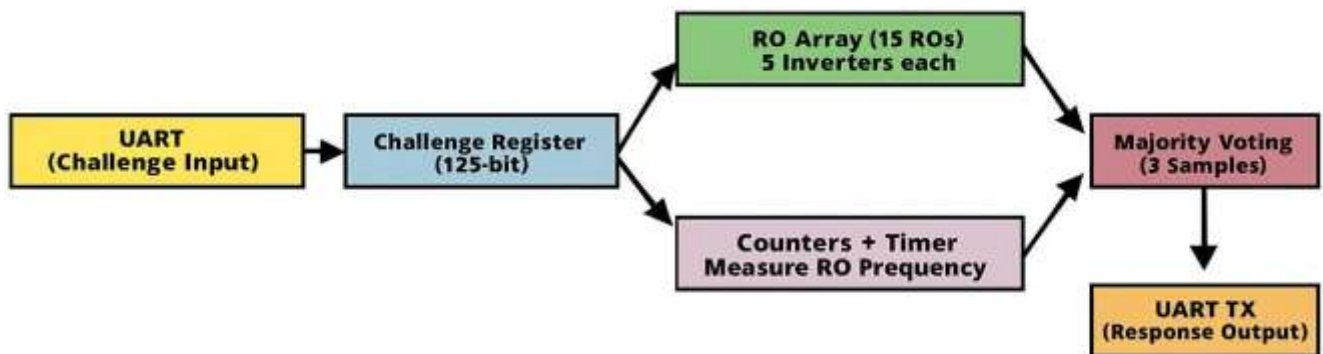 UART
(Challenge Input)
Challenge Register
(125-bit)
RO Array (15 ROs)
5 Inverters each
Counters + Timer
Measure RO Prequency
Majority Voting
(3 Samples)
UART TX
(Response Output)